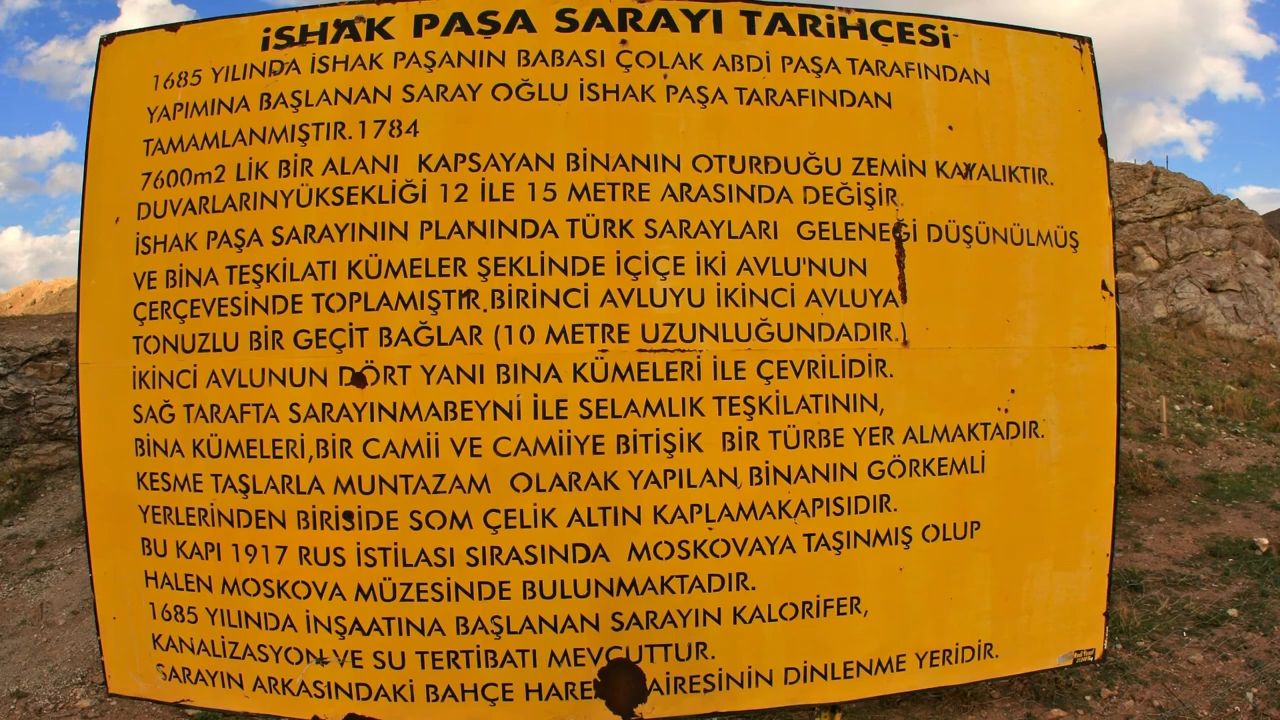 İSHAK PAŞA SARAYI TARİHÇESİ
1685 YILINDA İSHAK PAŞANIN BABASI ÇOLAK ABDİ PAŞA TARAFINDAN
YAPIMINA BAŞLANAN SARAY OĞLU İSHAK PAŞA TARAFINDAN
TAMAMLANMIŞTIR.1784
7600m2 LİK BİR ALANI KAPSAYAN BİNANIN OTURDUĞU ZEMİN KAYALIKTIR.
DUVARLARINYÜKSEKLİĞİ 12 İLE 15 METRE ARASINDA DEĞİŞİR
İSHAK PAŞA SARAYININ PLANINDA TÜRK SARAYLARI GELENEĞİ DÜŞÜNÜLMÜŞ
VE BİNA TEŞKİLATI KÜMELER ŞEKLİNDE İÇİÇE İKİ AVLU'NUN
ÇERÇEVESİNDE TOPLAMIŞTIR.BİRİNCİ AVLUYU İKİNCİ AVLUYA
TONUZLU BİR GEÇİT BAĞLAR (10 METRE UZUNLUĞUNDADIR.)
İKİNCİ AVLUNUN DÖRT YANI BINA KÜMELERİ İLE ÇEVRİLİDİR.
SAĞ TARAFTA SARAYINMABEYNİ İLE SELAMLIK TEŞKİLATININ,
BİNA KÜMELERİ,BİR CAMİİ VE CAMİİYE BİTİŞİK BİR TÜRBE YER ALMAKTADIR.
KESME TAŞLARLA MUNTAZAM OLARAK YAPILAN, BİNANIN GÖRKEMLİ
YERLERİNDEN BİRİSİDE SOM ÇELİK ALTIN KAPLAMAKAPISIDIR.
BU KAPI 1917 RUS İSTİLASI SIRASINDA MOSKOVAYA TAŞINMIŞ OLUP
HALEN MOSKOVA MÜZESİNDE BULUNMAKTADIR.
1685 YILINDA İNŞAATINA BAŞLANAN SARAYIN KALORİFER,
KANALİZASYON VE SU TERTİBATI MEVCUTTUR.
SARAYIN ARKASINDAKİ BAHÇE DİNLENME YERİDİR.